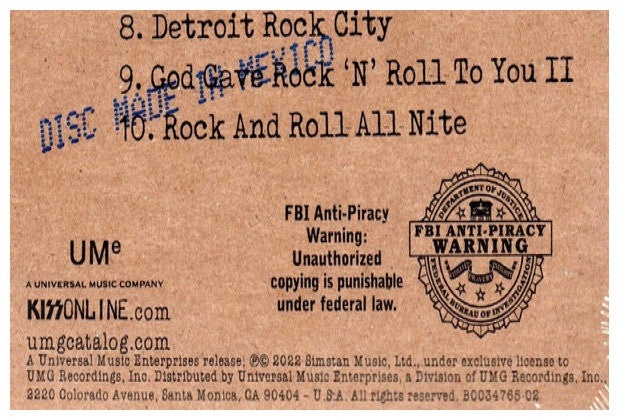 8. Detroit Rock City
9. God Gave Rock 'N' Roll To You II
DISC MADE IN MEXICO
10. Rock And Roll All Nite
FBI Anti-Piracy
Warning:
Unauthorized
copying is punishable
under federal law.
DEPARTMENT OF JUSTICE
FBI ANTI-PIRACY
WARNING
FEDERAL BUREAU OF INVESTIGATION
UMe
A UNIVERSAL MUSIC COMPANY
KISSONLINE.com
umgcatalog.com
A Universal Music Enterprises release; ℗© 2022 Simstan Music, Ltd., under exclusive license to
UMG Recordings, Inc. Distributed by Universal Music Enterprises, a Division of UMG Recordings, Inc.,
2220 Colorado Avenue, Santa Monica, CA 90404 - U.S.A. All rights reserved. B0034768-02